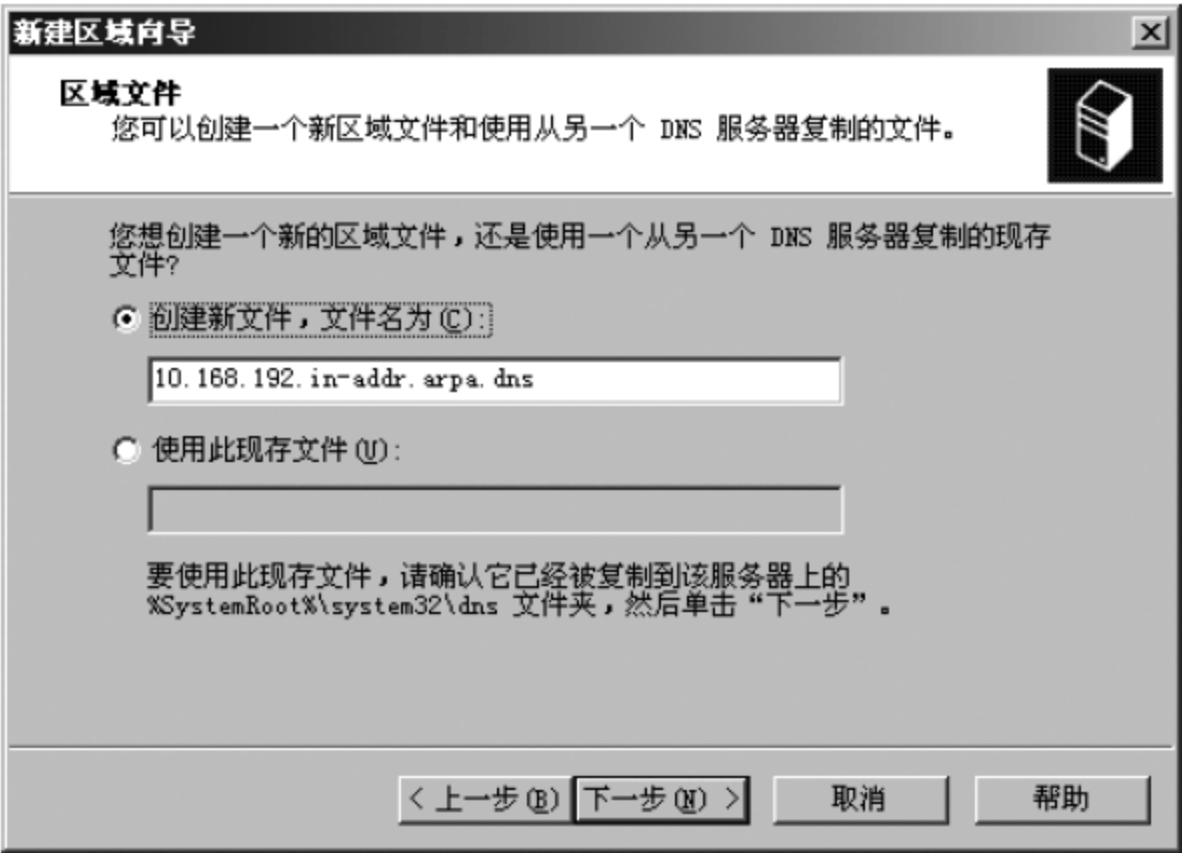 新建区域向导
区域文件
您可以创建一个新区域文件和使用从另一个 DNS 服务器复制的文件。
您想创建一个新的区域文件，还是使用一个从另一个 DNS 服务器复制的现存
文件?
创建新文件，文件名为(C):
10.168.192.in-addr.arpa.dns
使用此现存文件(U):
要使用此现存文件，请确认它已经被复制到该服务器上的
%SystemRoot%\system32\dns 文件夹，然后单击“下一步”。
< 上一步(B) 下一步(N) > 取消 帮助